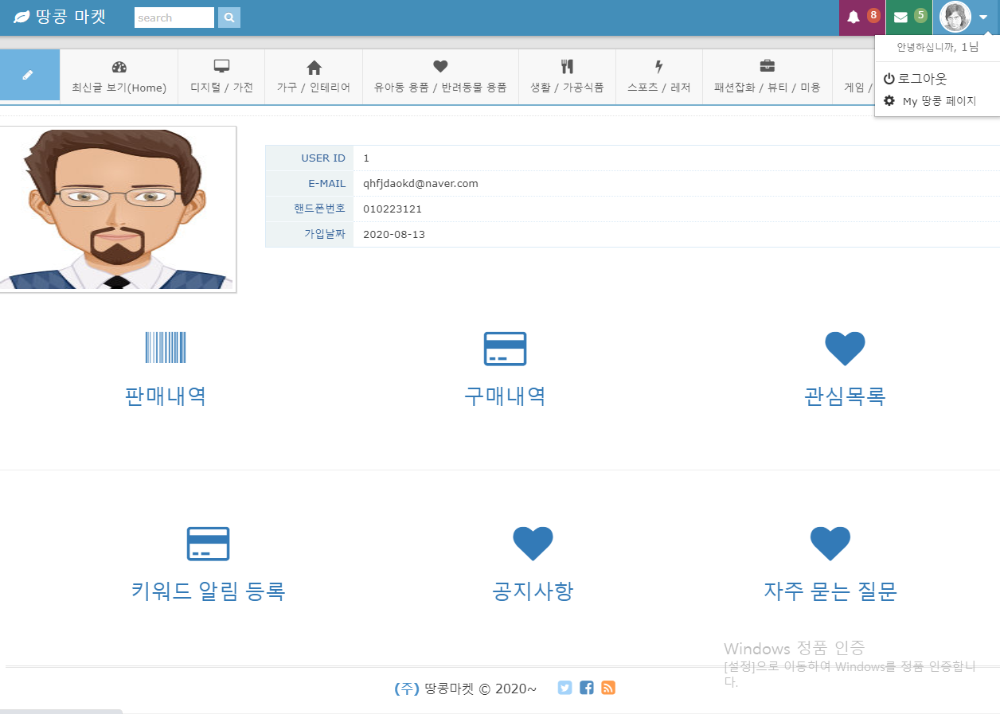 땅콩 마켓
search
8
5
안녕하십니까, 1님
로그아웃
My 땅콩 페이지
최신글 보기(Home)
디지털 / 가전
가구 / 인테리어
유아동 용품 / 반려동물 용품
생활 / 가공식품
스포츠 / 레저
패션잡화 / 뷰티 / 미용
게임 /
USER ID 1
E-MAIL qhfjdaokd@naver.com
핸드폰번호 010223121
가입날짜 2020-08-13
판매내역
구매내역
관심목록
키워드 알림 등록
공지사항
자주 묻는 질문
Windows 정품 인증
[설정]으로 이동하여 Windows를 정품 인증합니
다.
(주) 땅콩마켓 © 2020~